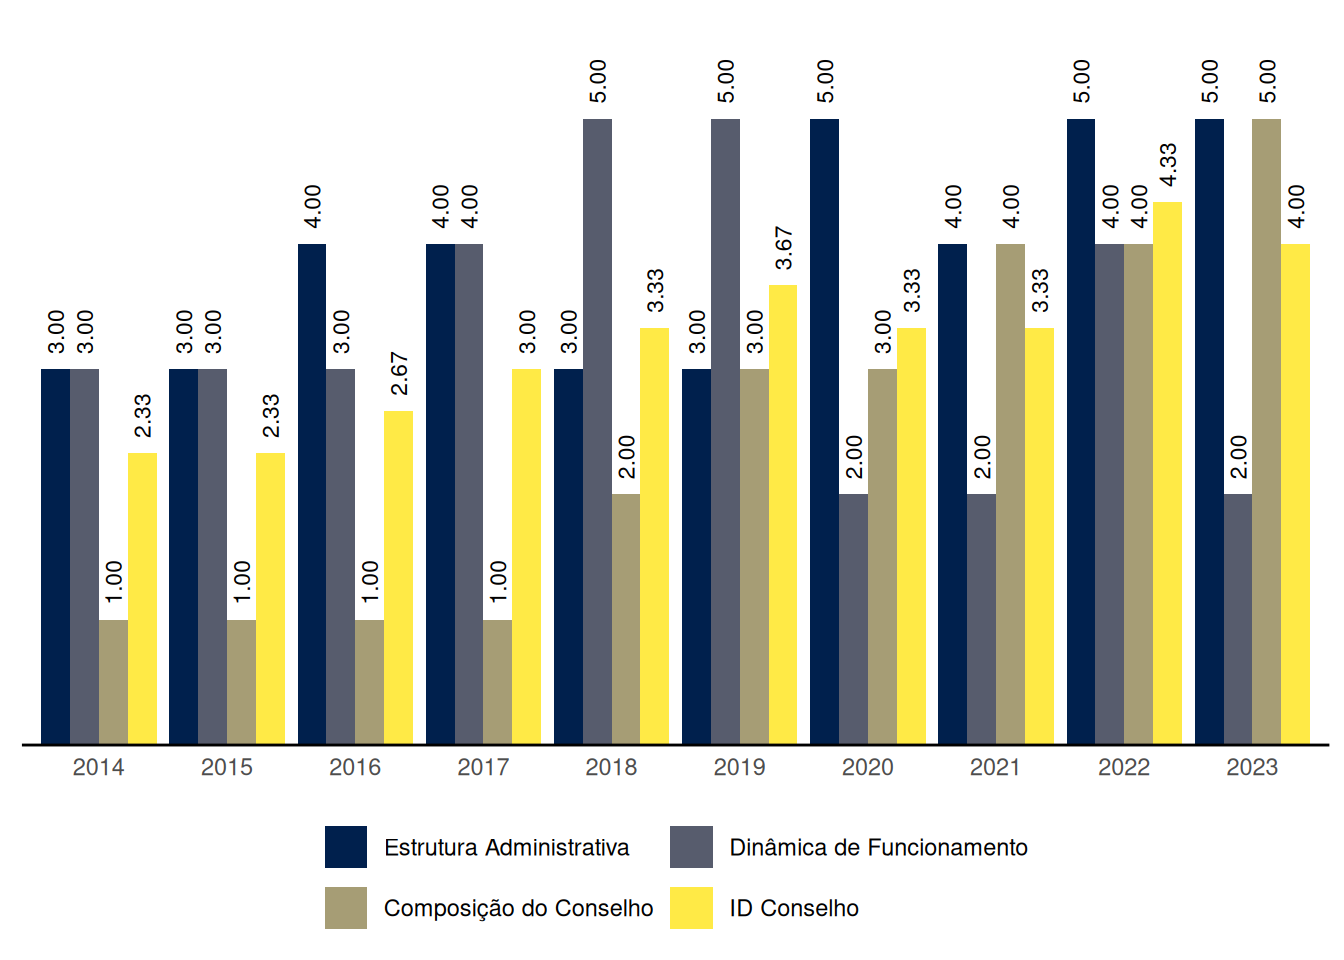 3.00 3.00 1.00 2.33 3.00 3.00 1.00 2.33 4.00 3.00 1.00 2.67 4.00 4.00 1.00 3.00 3.00 5.00 2.00 3.33 3.00 5.00 3.00 3.67 5.00 2.00 3.00 3.33 4.00 2.00 4.00 3.33 5.00 4.00 4.00 4.33 5.00 2.00 5.00 4.00
2014 2015 2016 2017 2018 2019 2020 2021 2022 2023
Estrutura Administrativa Dinâmica de Funcionamento
Composição do Conselho ID Conselho